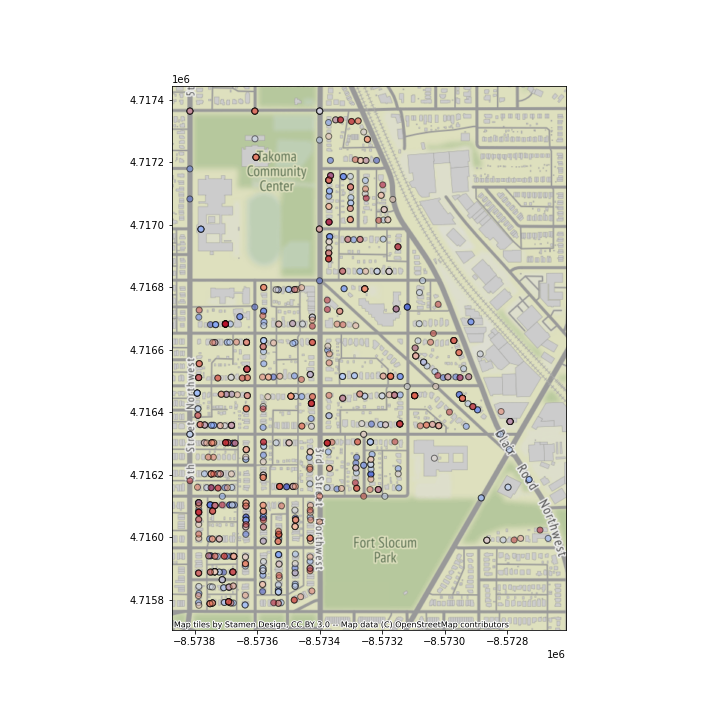 1e6
4.7174
4.7172
4.7170
4.7168
4.7166
4.7164
4.7162
4.7160
4.7158
Takoma
Community
Center
Street Northwest
3rd Street Northwest
Blair Road Northwest
Fort Slocum
Park
Map tiles by Stamen Design, CC BY 3.0 -- Map data (C) OpenStreetMap contributors
−8.5738
−8.5736
−8.5734
−8.5732
−8.5730
−8.5728
1e6